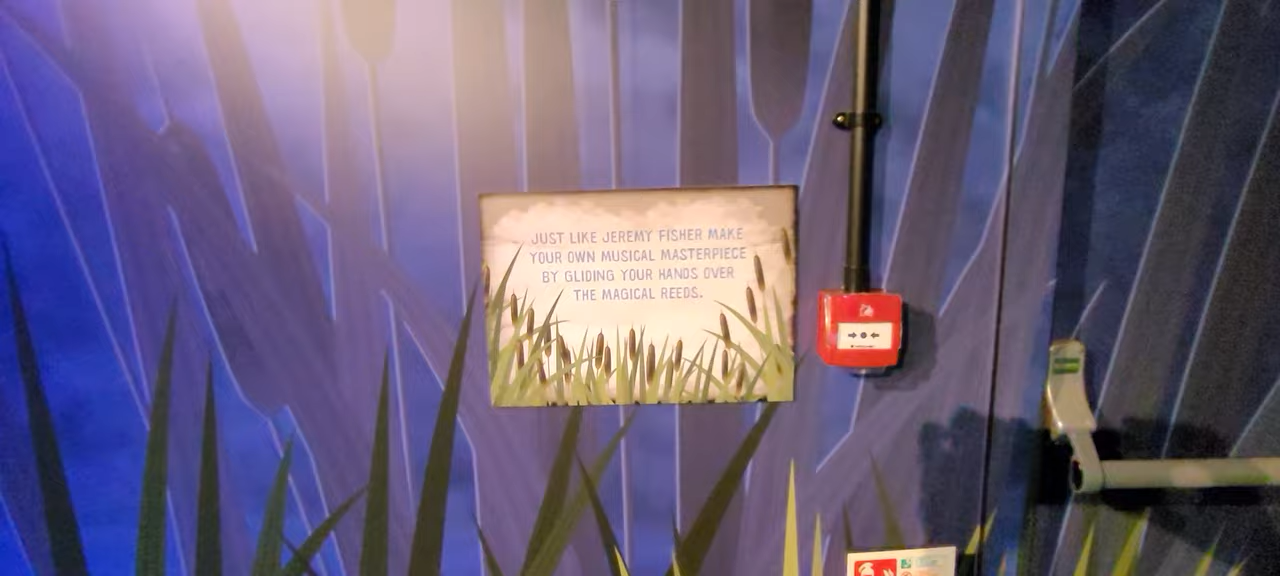 JUST LIKE JEREMY FISHER MAKE
YOUR OWN MUSICAL MASTERPIECE
BY GLIDING YOUR HANDS OVER
THE MAGICAL REEDS.